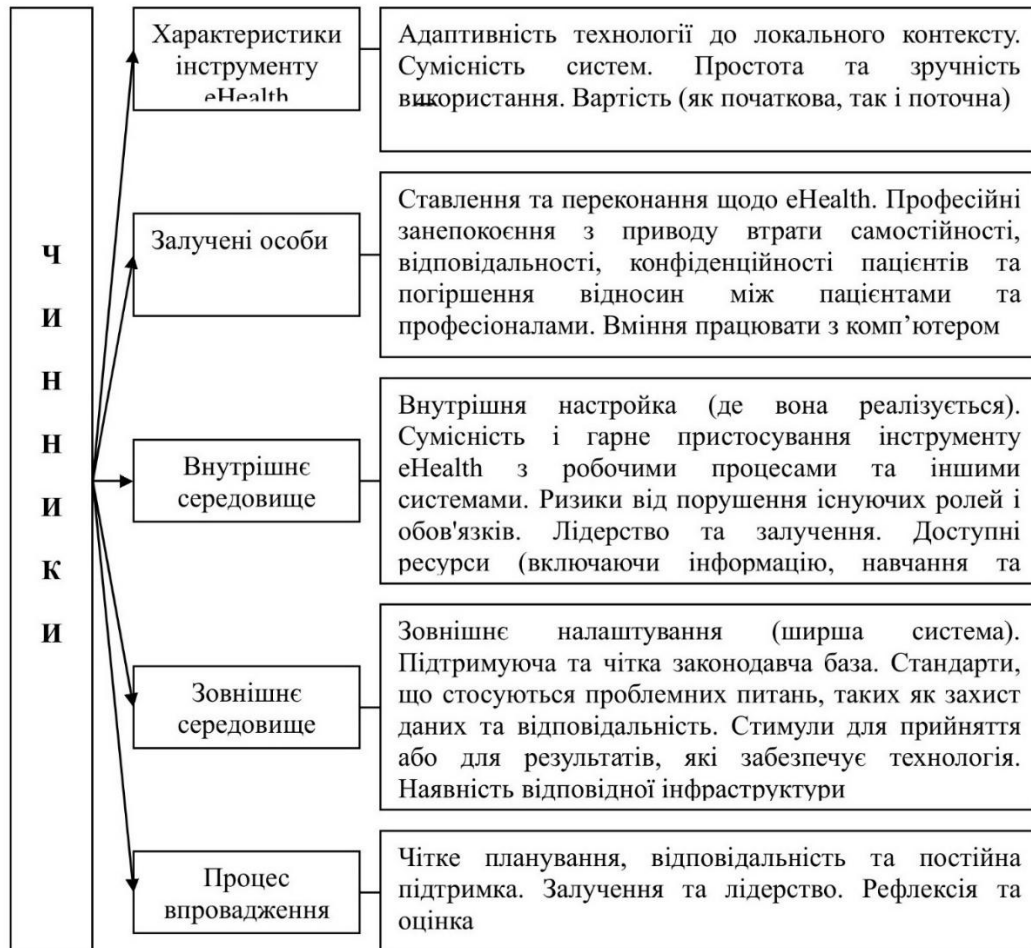 ЧИННИКИ
Характеристики
інструменту
eHealth
Адаптивність технології до локального контексту.
Сумісність систем. Простота та зручність
використання. Вартість (як початкова, так і поточна)
Залучені особи
Ставлення та переконання щодо eHealth. Професійні
занепокоєння з приводу втрати самостійності,
відповідальності, конфіденційності пацієнтів та
погіршення відносин між пацієнтами та
професіоналами. Вміння працювати з комп’ютером
Внутрішнє
середовище
Внутрішня настройка (де вона реалізується).
Сумісність і гарне пристосування інструменту
eHealth з робочими процесами та іншими
системами. Ризики від порушення існуючих ролей і
обов'язків. Лідерство та залучення. Доступні
ресурси (включаючи інформацію, навчання та
Зовнішнє
середовище
Зовнішнє налаштування (ширша система).
Підтримуюча та чітка законодавча база. Стандарти,
що стосуються проблемних питань, таких як захист
даних та відповідальність. Стимули для прийняття
або для результатів, які забезпечує технологія.
Наявність відповідної інфраструктури
Процес
впровадження
Чітке планування, відповідальність та постійна
підтримка. Залучення та лідерство. Рефлексія та
оцінка